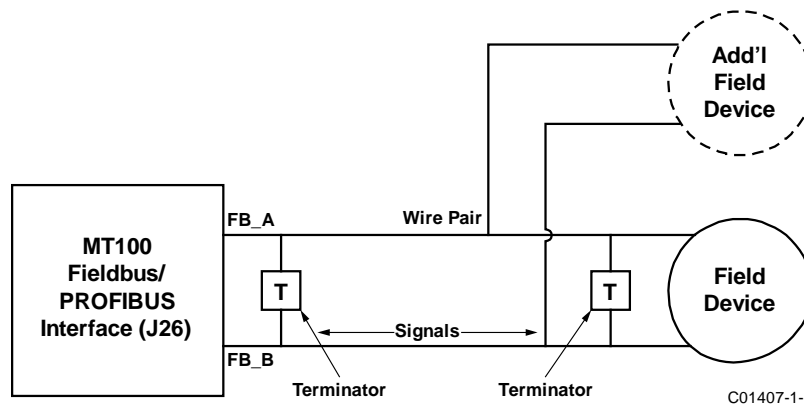 Add'l
Field
Device
FB_A
Wire Pair
MT100
Fieldbus/
PROFIBUS
Interface (J26)
T
T
Field
Device
Signals
FB_B
Terminator
Terminator
C01407-1-